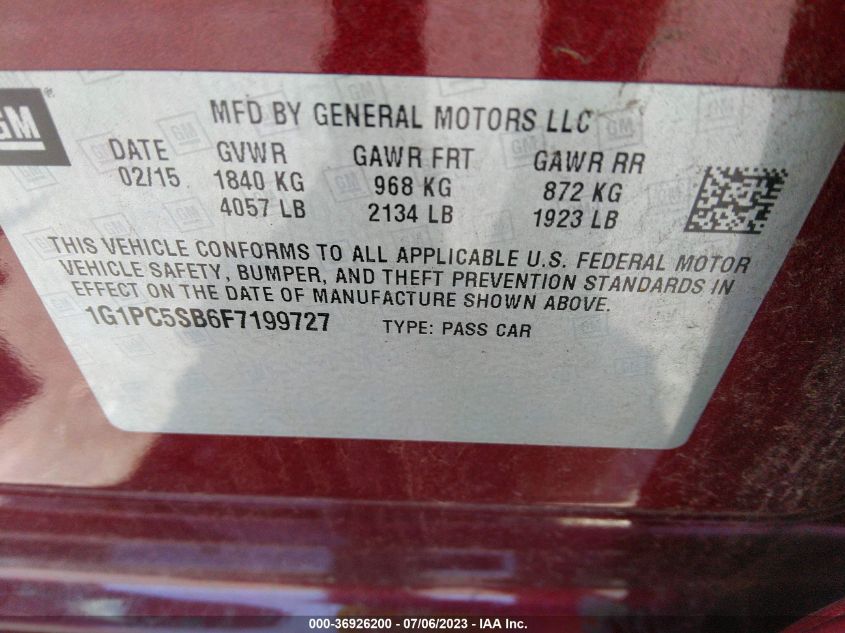 GM ®
MFD BY GENERAL MOTORS LLC
DATE GVWR GAWR FRT GAWR RR
02/15 1840 KG 968 KG 872 KG
4057 LB 2134 LB 1923 LB
THIS VEHICLE CONFORMS TO ALL APPLICABLE U.S. FEDERAL MOTOR
VEHICLE SAFETY, BUMPER, AND THEFT PREVENTION STANDARDS IN
EFFECT ON THE DATE OF MANUFACTURE SHOWN ABOVE.
1G1PC5SB6F7199727 TYPE: PASS CAR
000-36926200 - 07/06/2023 - IAA Inc.